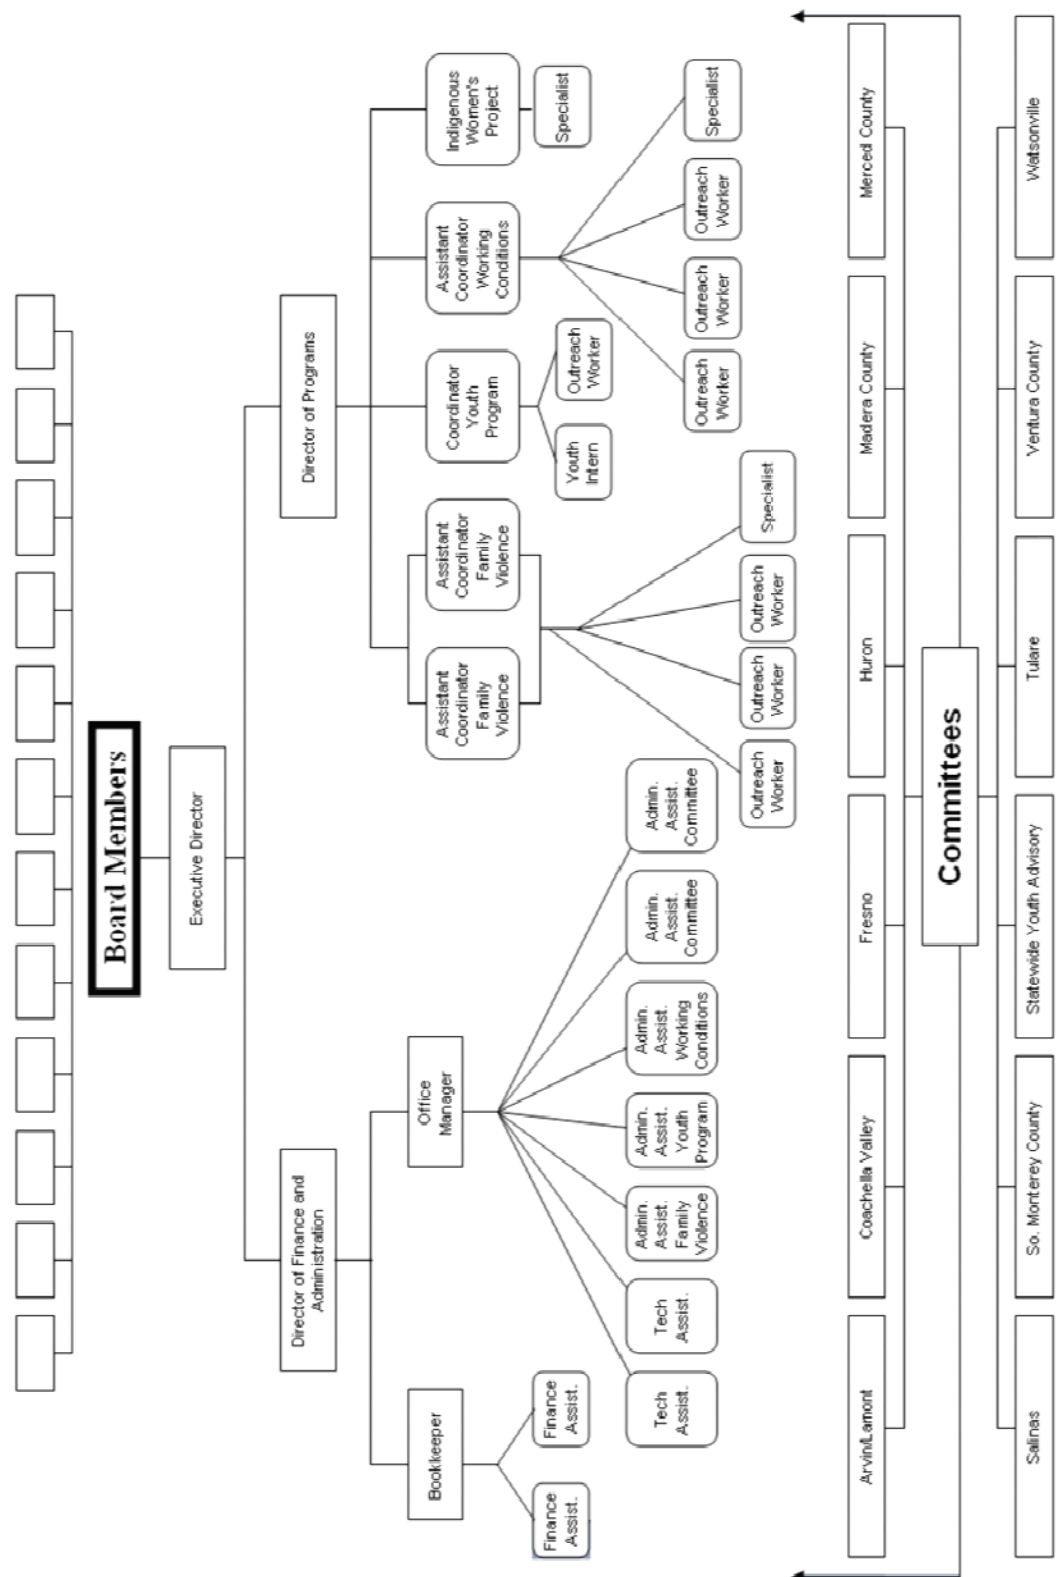 Board Members
Executive Director
Director of Finance and
Administration
Director of Programs
Bookkeeper
Office
Manager
Assistant
Coordinator
Family
Violence
Assistant
Coordinator
Family
Violence
Coordinator
Youth
Program
Assistant
Coordinator
Working
Conditions
Indigenous
Women's
Project
Finance
Assist.
Finance
Assist.
Youth
Intern
Outreach
Worker
Specialist
Tech
Assist.
Tech
Assist.
Admin.
Assist.
Family
Violence
Admin.
Assist.
Youth
Program
Admin.
Assist.
Working
Conditions
Admin.
Assist.
Committee
Admin.
Assist.
Committee
Outreach
Worker
Outreach
Worker
Outreach
Worker
Specialist
Outreach
Worker
Outreach
Worker
Outreach
Worker
Specialist
Arvin/Lamont
Coachella Valley
Fresno
Huron
Madera County
Merced County
Committees
Salinas
So. Monterey County
Statewide Youth Advisory
Tulare
Ventura County
Watsonville